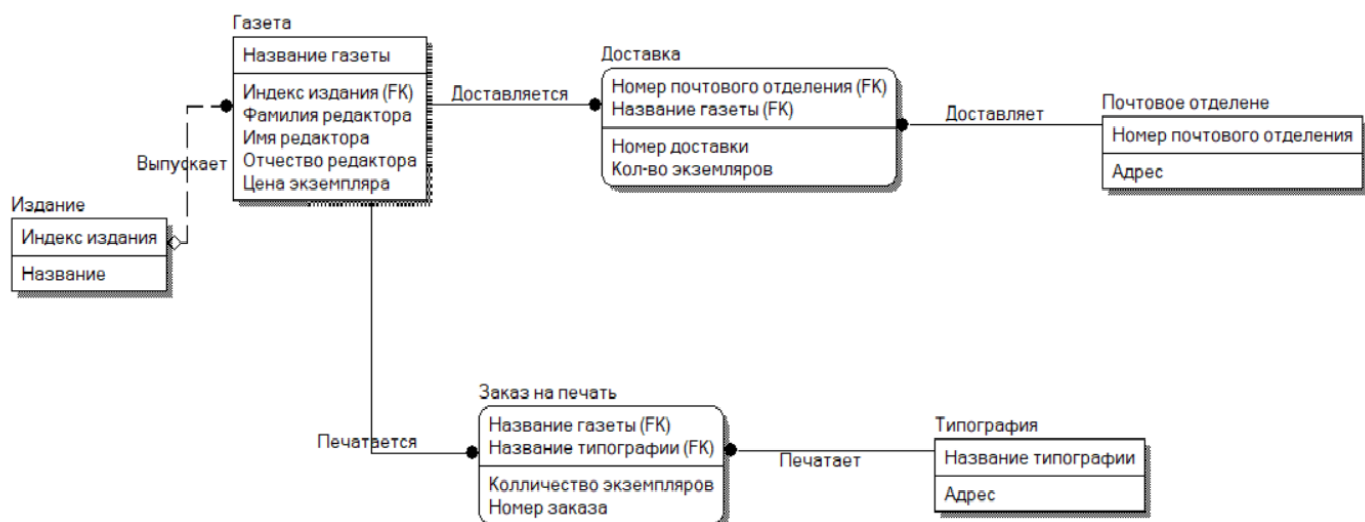 Газета
Название газеты
Индекс издания (FK)
Фамилия редактора
Имя редактора
Отчество редактора
Цена экземпляра
Доставляется
Доставка
Номер почтового отделения (FK)
Название газеты (FK)
Номер доставки
Кол-во экземляров
Доставляет
Почтовое отделене
Номер почтового отделения
Адрес
Выпускает
Издание
Индекс издания
Название
Печатается
Заказ на печать
Название газеты (FK)
Название типографии (FK)
Колличество экземпляров
Номер заказа
Печатает
Типография
Название типографии
Адрес